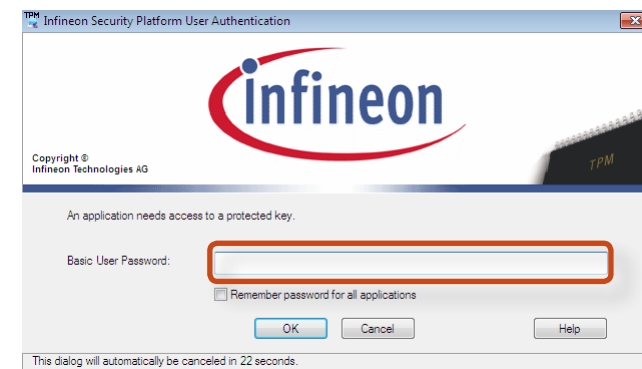 TPM Infineon Security Platform User Authentication
infineon
Copyright ©
Infineon Technologies AG
TPM
An application needs access to a protected key.
Basic User Password:
Remember password for all applications
OK Cancel Help
This dialog will automatically be canceled in 22 seconds.